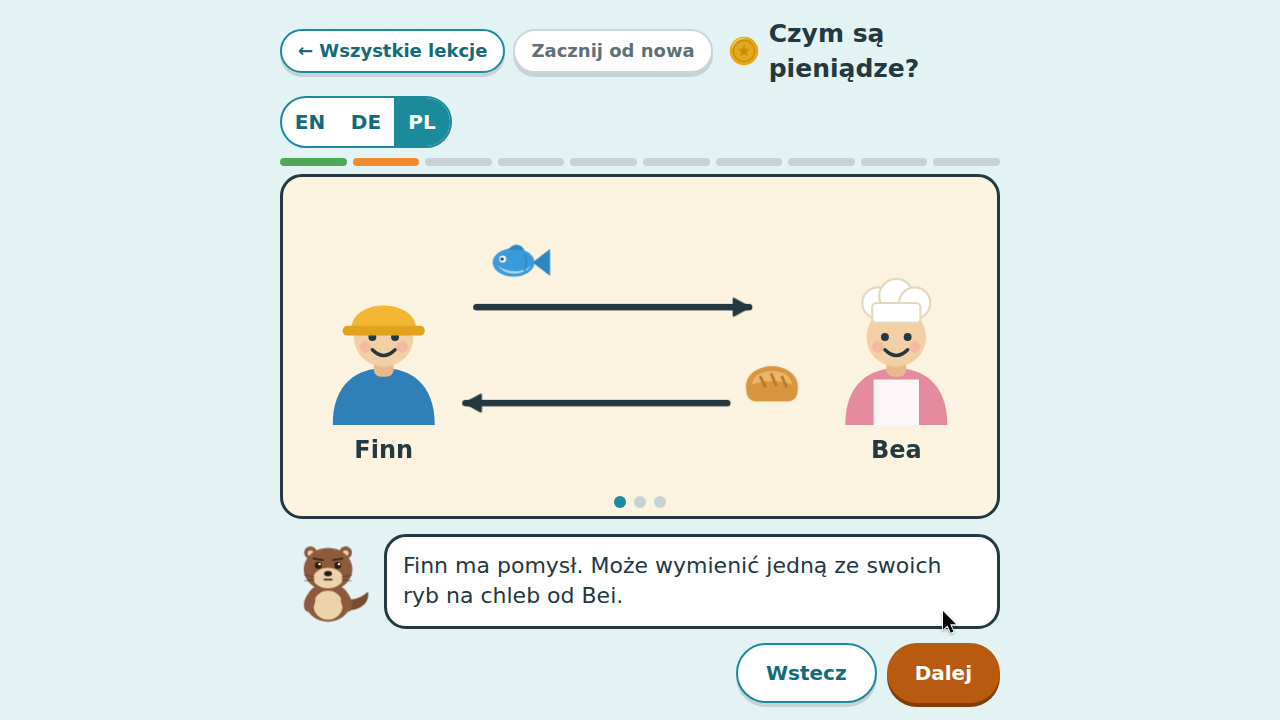 ← Wszystkie lekcje
Zacznij od nowa
Czym są
pieniądze?
EN DE PL
Finn
Bea
Finn ma pomysł. Może wymienić jedną ze swoich
ryb na chleb od Bei.
Wstecz
Dalej